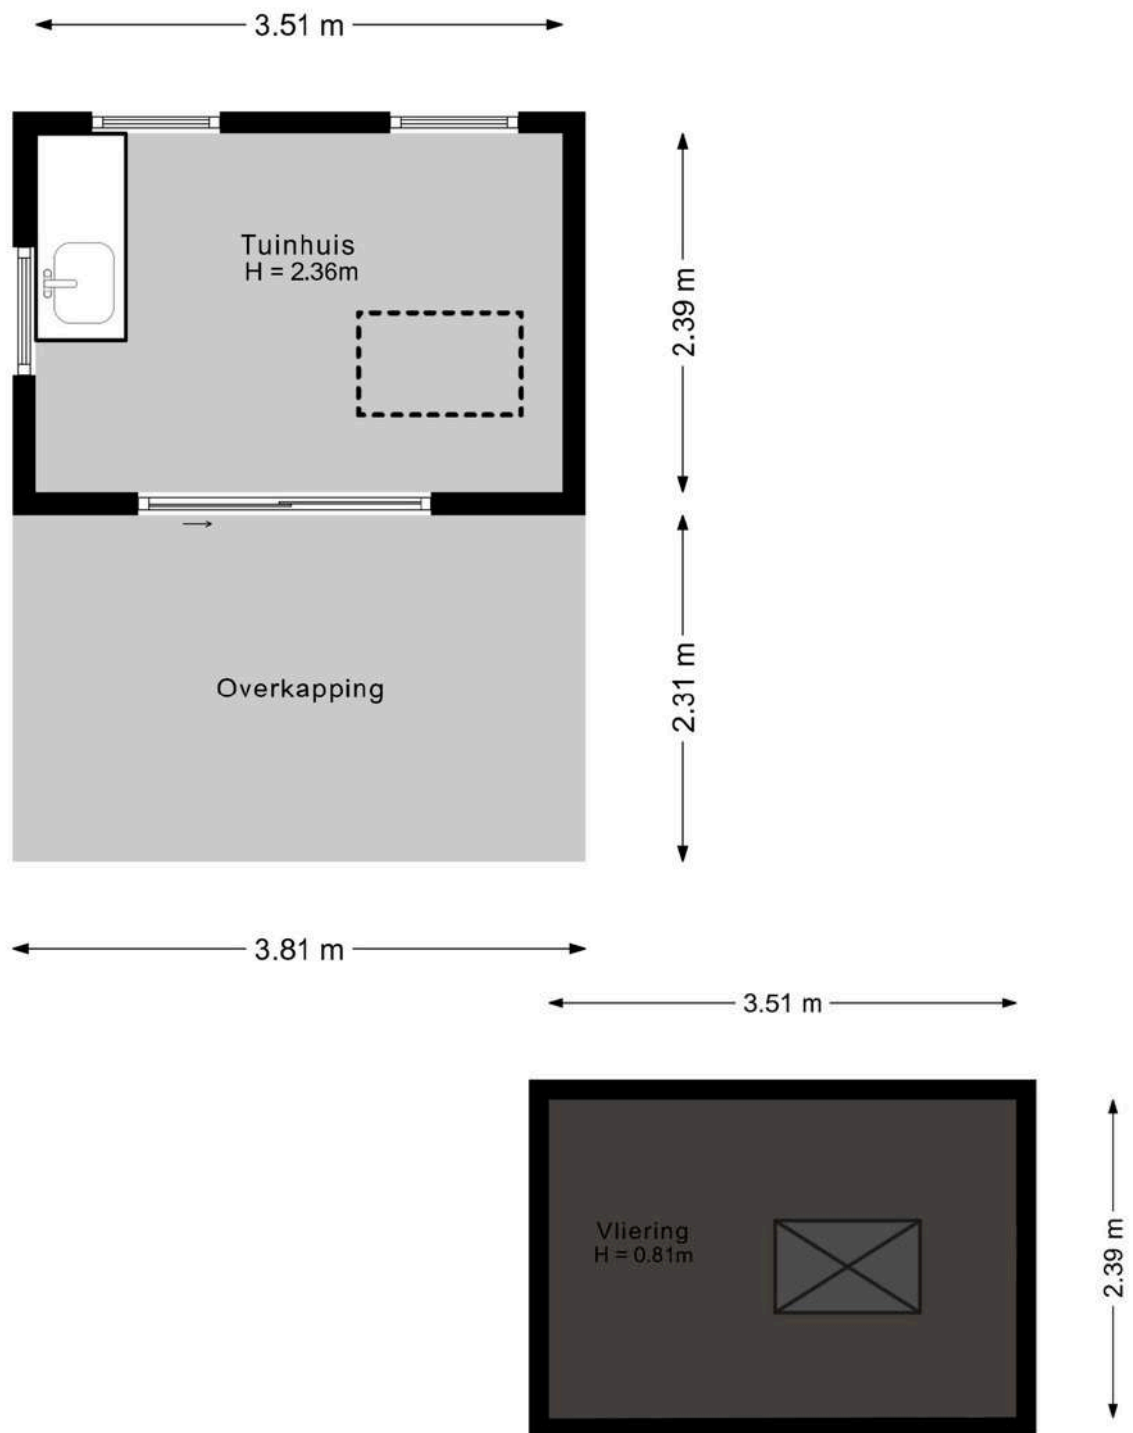 3.51 m
Tuinhuis
H = 2.36m
2.39 m
Overkapping
2.31 m
3.81 m
3.51 m
Vliering
H = 0.81m
2.39 m